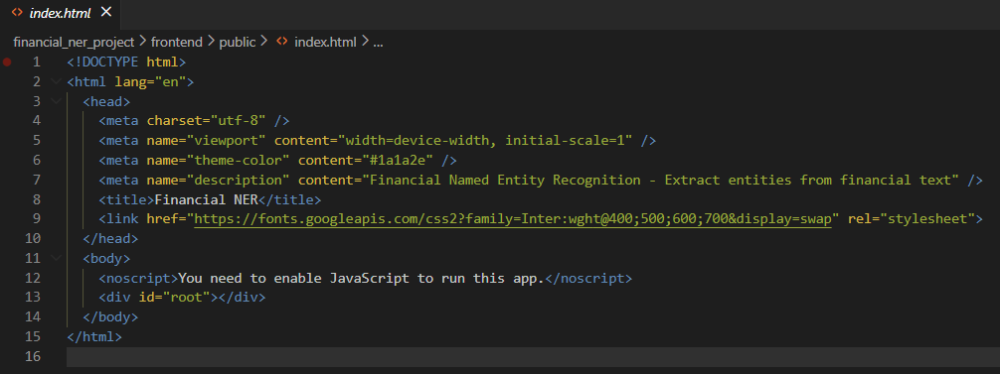 index.html
financial_ner_project > frontend > public > index.html > ...
1 <!DOCTYPE html>
2 <html lang="en">
3 <head>
4 <meta charset="utf-8" />
5 <meta name="viewport" content="width=device-width, initial-scale=1" />
6 <meta name="theme-color" content="#1a1a2e" />
7 <meta name="description" content="Financial Named Entity Recognition - Extract entities from financial text" />
8 <title>Financial NER</title>
9 <link href="https://fonts.googleapis.com/css2?family=Inter:wght@400;500;600;700&display=swap" rel="stylesheet">
10 </head>
11 <body>
12 <noscript>You need to enable JavaScript to run this app.</noscript>
13 <div id="root"></div>
14 </body>
15 </html>
16